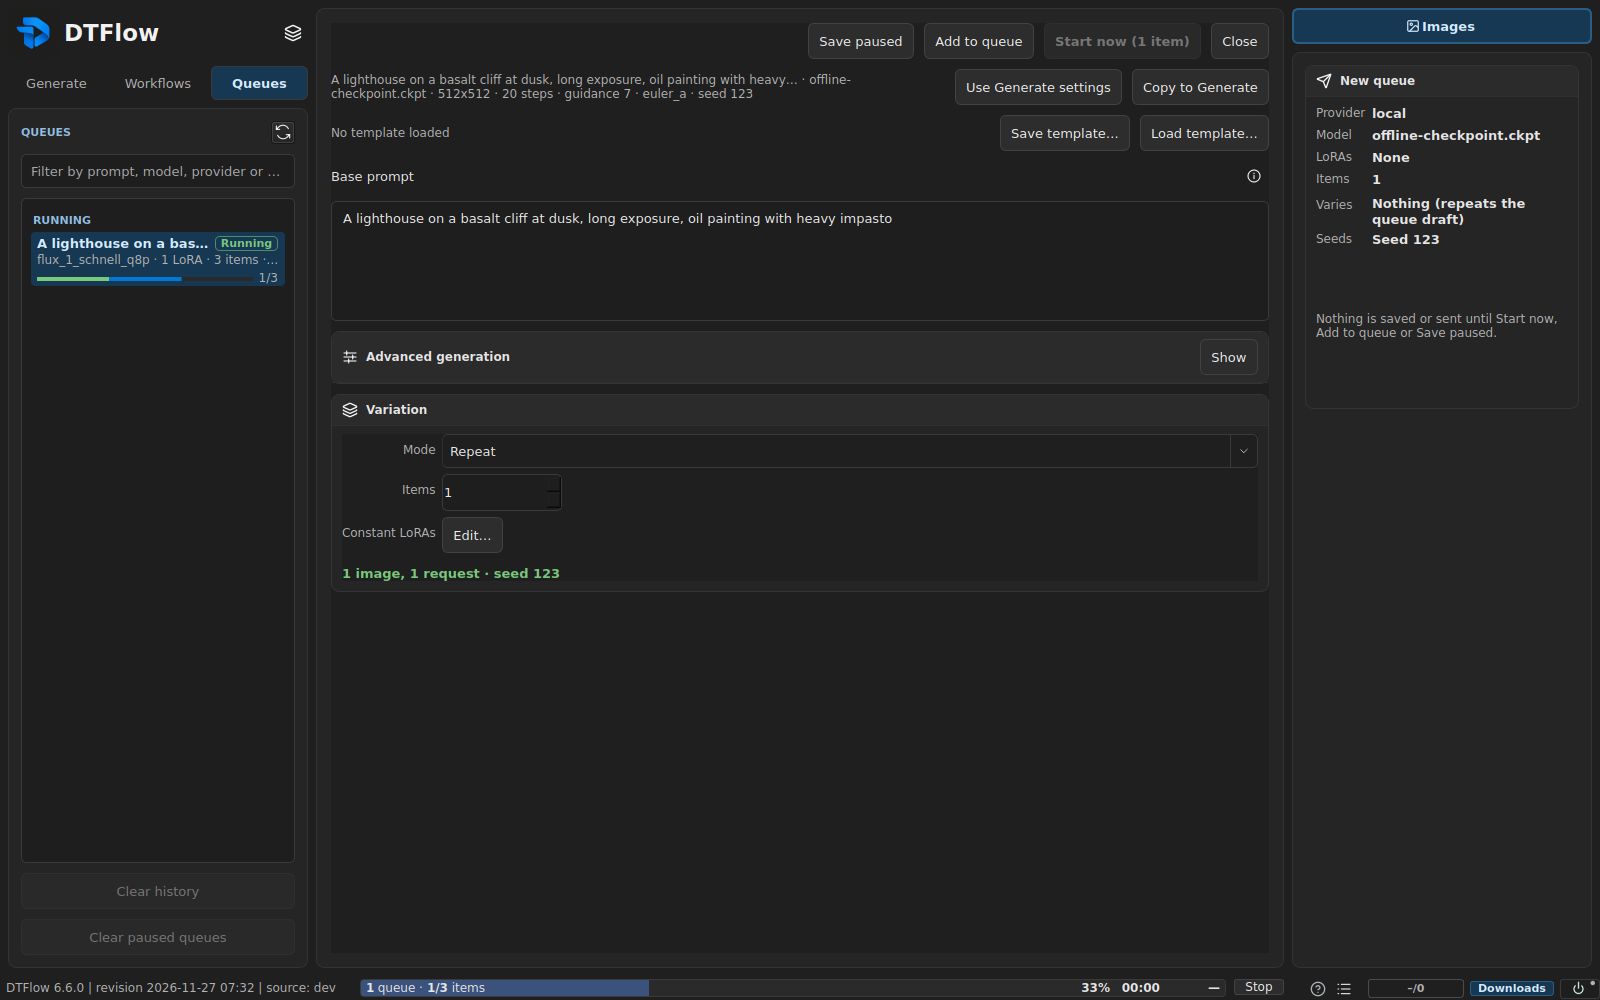 DTFlow
Generate
Workflows
Queues
QUEUES
Filter by prompt, model, provider or ...
RUNNING
A lighthouse on a bas...
Running
flux_1_schnell_q8p · 1 LoRA · 3 items ·...
1/3
Clear history
Clear paused queues
Save paused
Add to queue
Start now (1 item)
Close
A lighthouse on a basalt cliff at dusk, long exposure, oil painting with heavy... · offline-
checkpoint.ckpt · 512x512 · 20 steps · guidance 7 · euler_a · seed 123
Use Generate settings
Copy to Generate
No template loaded
Save template...
Load template...
Base prompt
A lighthouse on a basalt cliff at dusk, long exposure, oil painting with heavy impasto
Advanced generation
Show
Variation
Mode
Repeat
Items
1
Constant LoRAs
Edit...
1 image, 1 request · seed 123
Images
New queue
Provider local
Model offline-checkpoint.ckpt
LoRAs None
Items 1
Varies Nothing (repeats the
queue draft)
Seeds Seed 123
Nothing is saved or sent until Start now,
Add to queue or Save paused.
DTFlow 6.6.0 | revision 2026-11-27 07:32 | source: dev
1 queue · 1/3 items
33%
00:00
—
Stop
–/0
Downloads